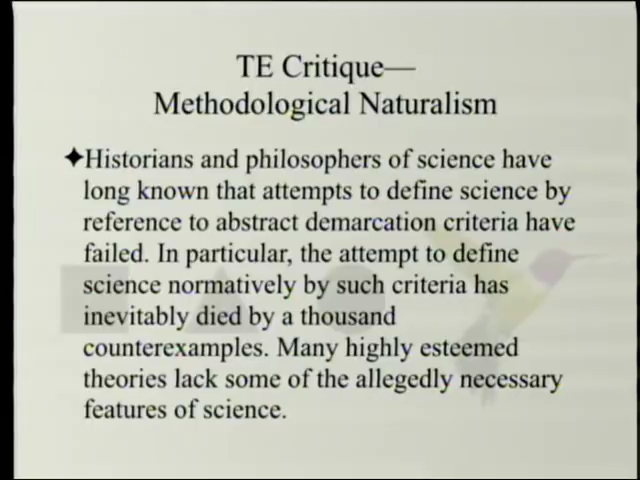 TE Critique—
Methodological Naturalism
✦Historians and philosophers of science have
long known that attempts to define science by
reference to abstract demarcation criteria have
failed. In particular, the attempt to define
science normatively by such criteria has
inevitably died by a thousand
counterexamples. Many highly esteemed
theories lack some of the allegedly necessary
features of science.